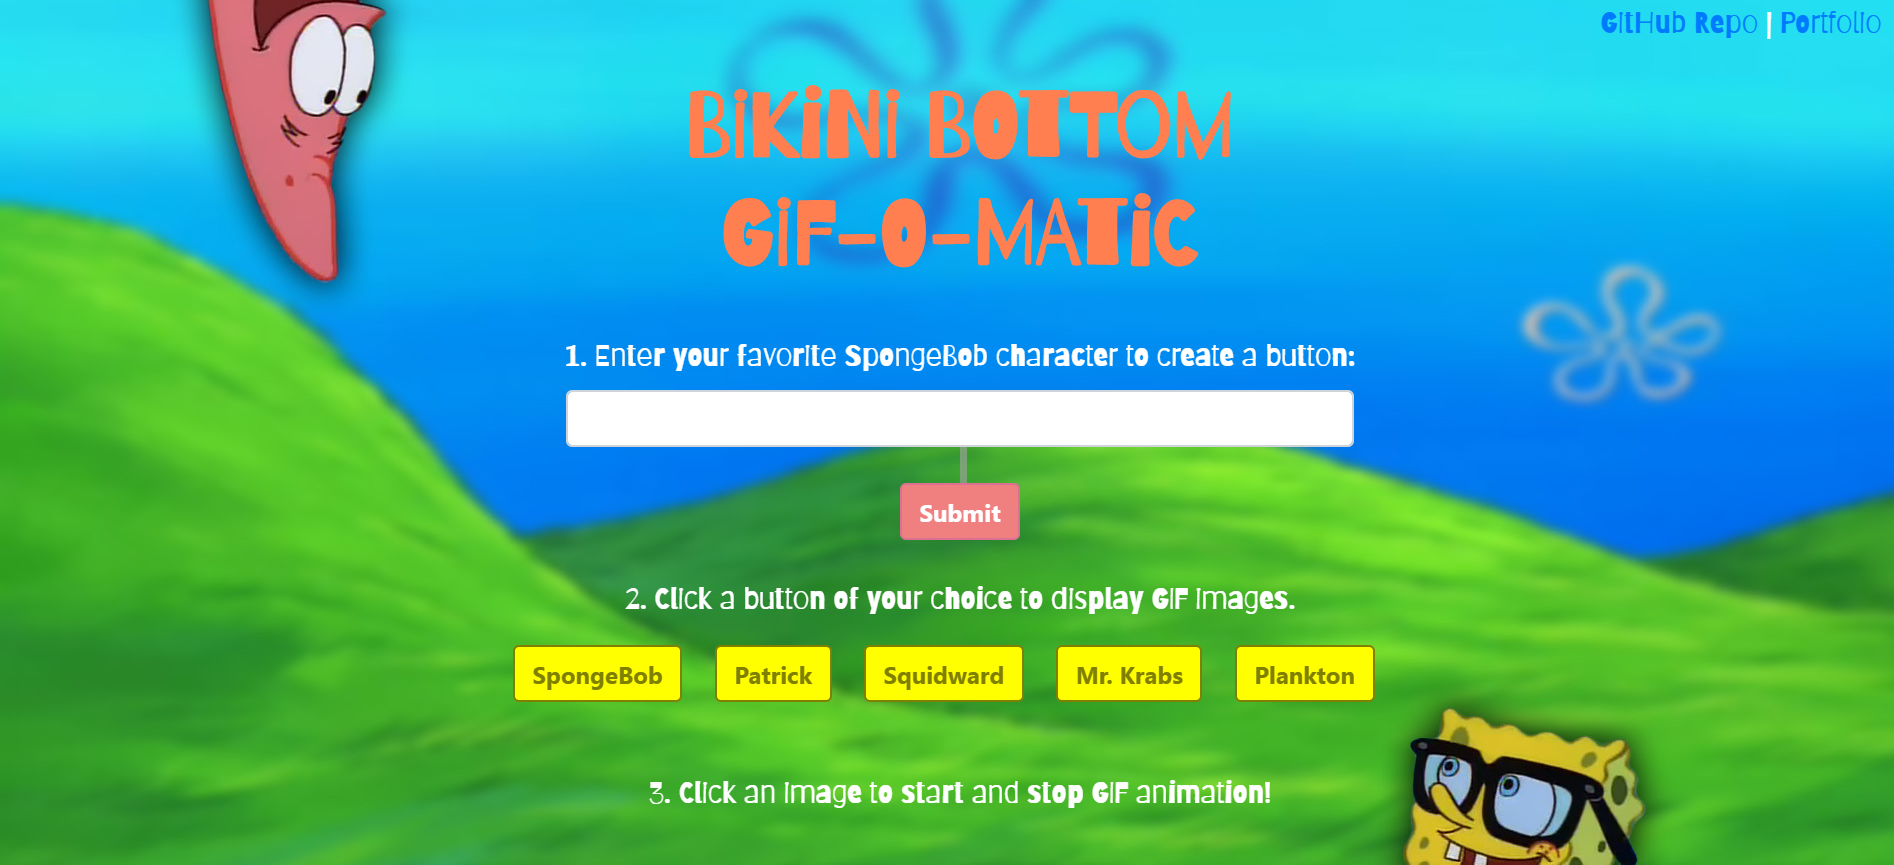 GitHub Repo | Portfolio
BiKiNi BOTTOM
GiF-O-MATiC
1. Enter your favorite SpongeBob character to create a button:
Submit
2. Click a button of your choice to display GIF images.
SpongeBob Patrick Squidward Mr. Krabs Plankton
3. Click an image to start and stop GIF animation!